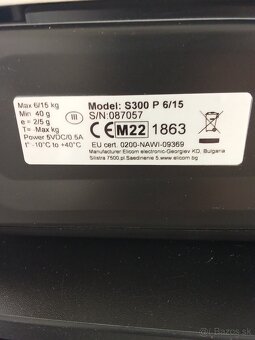 Max 6/15 kg
Min 40 g
e = 2/5 g
T= -Max kg
Power 5VDC/0.5A
t° -10°C to +40°C
III
Model: S300 P 6/15
S/N:087057
CE M22 1863
EU cert. 0200-NAWI-09369
Manufacturer Elicom electronic-Georgiev KD, Bulgaria
Silistra 7500,pl.Saedinenie 5,www.elicom.bg
bazos.sk